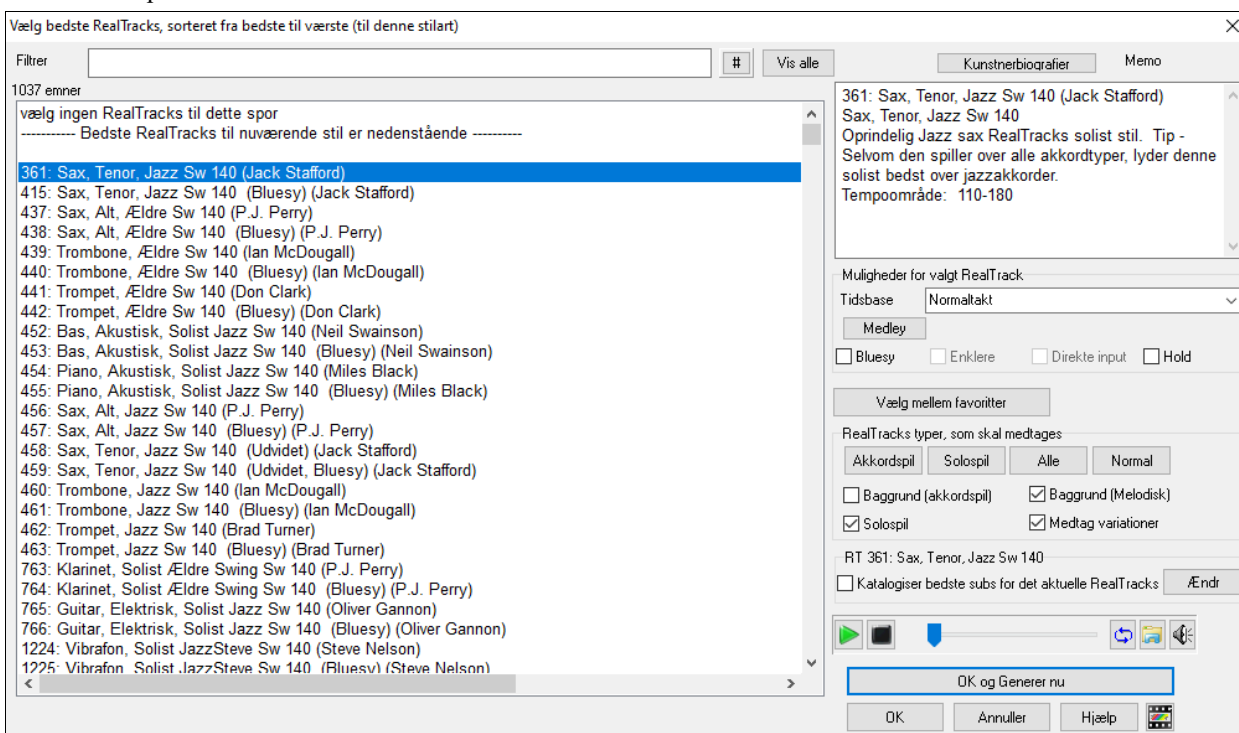 Vælg bedste RealTracks, sorteret fra bedste til værste (til denne stilart)
Filtrer
#
Vis alle
Kunstnerbiografier
Memo
1037 emner
vælg ingen RealTracks til dette spor
----------- Bedste RealTracks til nuværende stil er nedenstående ----------
361: Sax, Tenor, Jazz Sw 140 (Jack Stafford)
415: Sax, Tenor, Jazz Sw 140 (Bluesy) (Jack Stafford)
437: Sax, Alt, Ældre Sw 140 (P.J. Perry)
438: Sax, Alt, Ældre Sw 140 (Bluesy) (P.J. Perry)
439: Trombone, Ældre Sw 140 (Ian McDougall)
440: Trombone, Ældre Sw 140 (Bluesy) (Ian McDougall)
441: Trompet, Ældre Sw 140 (Don Clark)
442: Trompet, Ældre Sw 140 (Bluesy) (Don Clark)
452: Bas, Akustisk, Solist Jazz Sw 140 (Neil Swainson)
453: Bas, Akustisk, Solist Jazz Sw 140 (Bluesy) (Neil Swainson)
454: Piano, Akustisk, Solist Jazz Sw 140 (Miles Black)
455: Piano, Akustisk, Solist Jazz Sw 140 (Bluesy) (Miles Black)
456: Sax, Alt, Jazz Sw 140 (P.J. Perry)
457: Sax, Alt, Jazz Sw 140 (Bluesy) (P.J. Perry)
458: Sax, Tenor, Jazz Sw 140 (Udvidet) (Jack Stafford)
459: Sax, Tenor, Jazz Sw 140 (Udvidet, Bluesy) (Jack Stafford)
460: Trombone, Jazz Sw 140 (Ian McDougall)
461: Trombone, Jazz Sw 140 (Bluesy) (Ian McDougall)
462: Trompet, Jazz Sw 140 (Brad Turner)
463: Trompet, Jazz Sw 140 (Bluesy) (Brad Turner)
763: Klarinet, Solist Ældre Swing Sw 140 (P.J. Perry)
764: Klarinet, Solist Ældre Swing Sw 140 (Bluesy) (P.J. Perry)
765: Guitar, Elektrisk, Solist Jazz Sw 140 (Oliver Gannon)
766: Guitar, Elektrisk, Solist Jazz Sw 140 (Bluesy) (Oliver Gannon)
1224: Vibrafon, Solist JazzSteve Sw 140 (Steve Nelson)
1225: Vibrafon, Solist JazzSteve Sw 140 (Bluesy) (Steve Nelson)
361: Sax, Tenor, Jazz Sw 140 (Jack Stafford)
Sax, Tenor, Jazz Sw 140
Oprindelig Jazz sax RealTracks solist stil. Tip -
Selvom den spiller over alle akkordtyper, lyder denne
solist bedst over jazzakkorder.
Tempoområde: 110-180
Muligheder for valgt RealTrack
Tidsbase
Normaltakt
Medley
Bluesy
Enklere
Direkte input
Hold
Vælg mellem favoritter
RealTracks typer, som skal medtages
Akkordspil
Solospil
Alle
Normal
Baggrund (akkordspil)
Baggrund (Melodisk)
Solospil
Medtag variationer
RT 361: Sax, Tenor, Jazz Sw 140
Katalogiser bedste subs for det aktuelle RealTracks
Ændr
OK og Generer nu
OK
Annuller
Hjælp